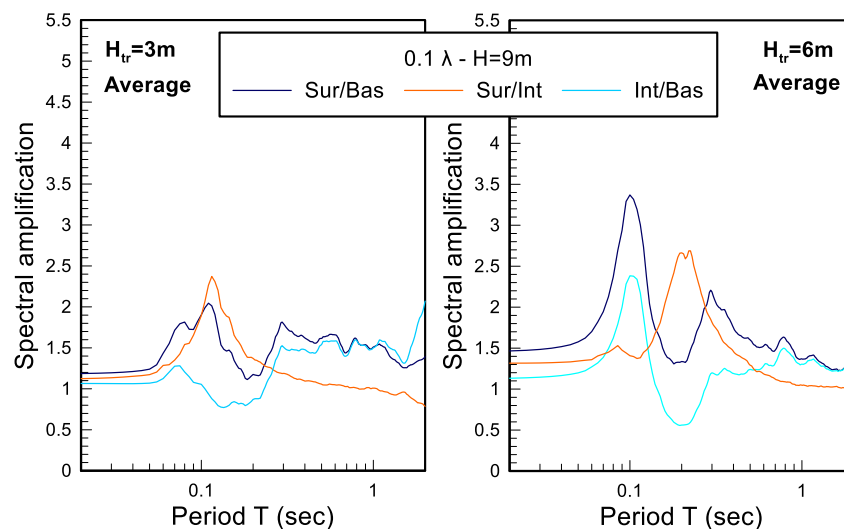 H_tr=3m
Average
0.1 λ - H=9m
Sur/Bas Sur/Int Int/Bas
H_tr=6m
Average
Spectral amplification
5.5
5
4.5
4
3.5
3
2.5
2
1.5
1
0.5
0
0.1 1
Period T (sec)
Spectral amplification
5.5
5
4.5
4
3.5
3
2.5
2
1.5
1
0.5
0
0.1 1
Period T (sec)